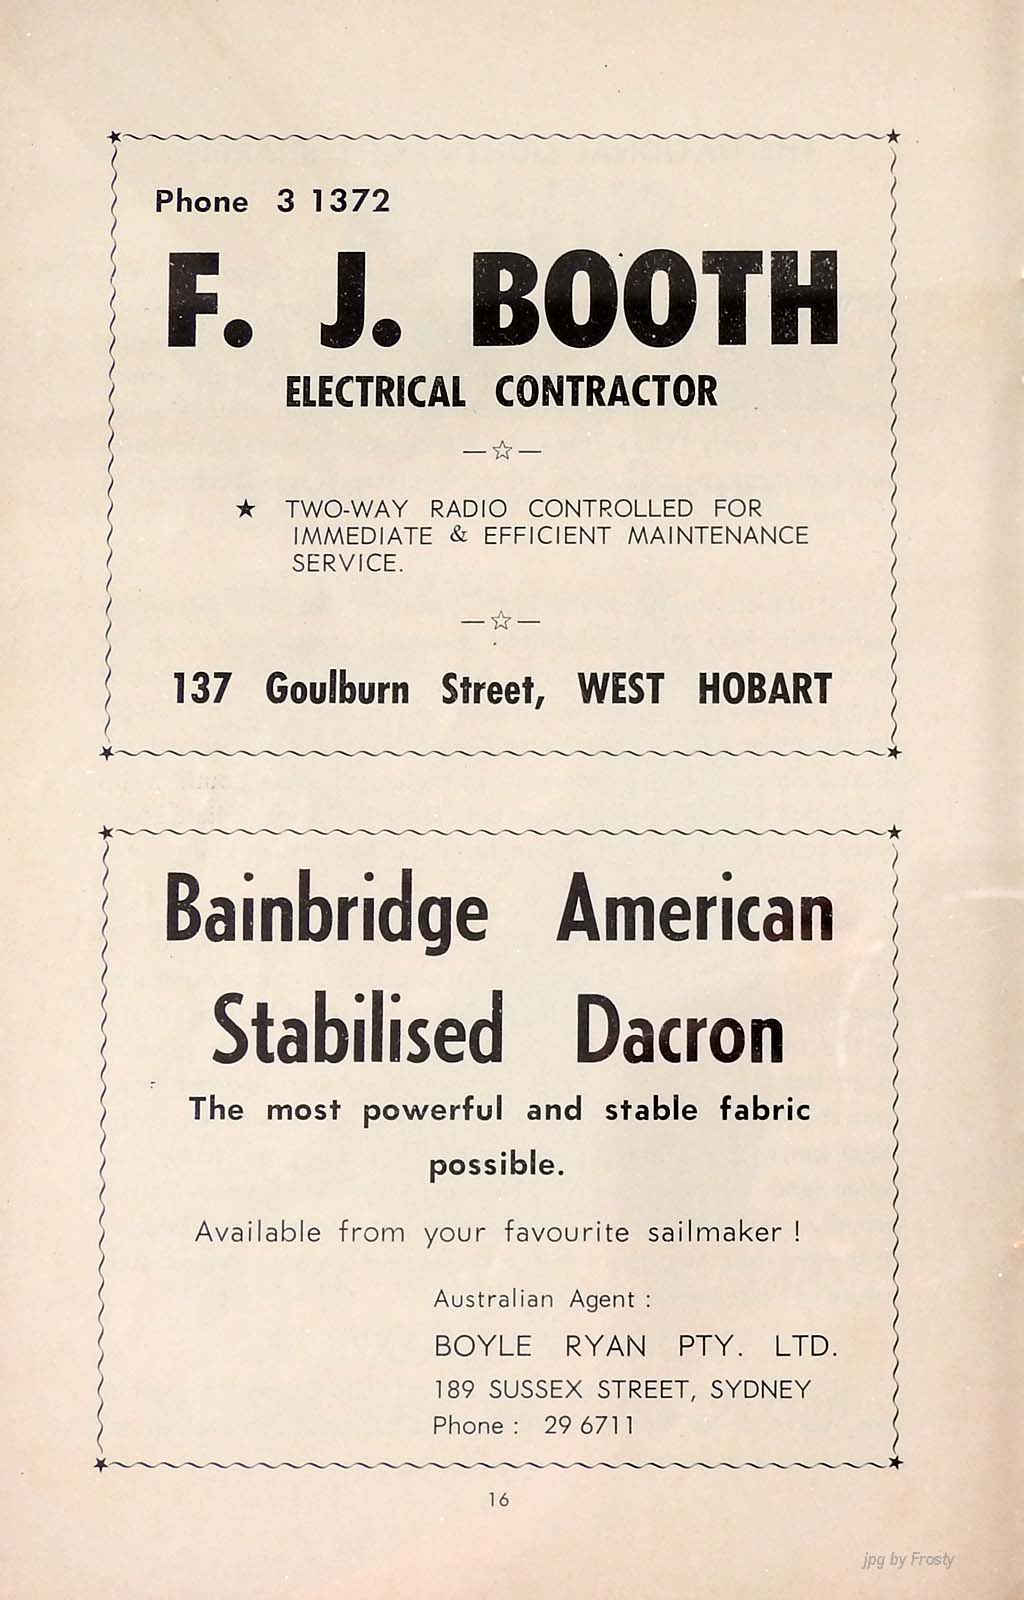 Phone 3 1372
F. J. BOOTH
ELECTRICAL CONTRACTOR
—☆—
★ TWO-WAY RADIO CONTROLLED FOR
IMMEDIATE & EFFICIENT MAINTENANCE
SERVICE.
—☆—
137 Goulburn Street, WEST HOBART
Bainbridge American
Stabilised Dacron
The most powerful and stable fabric
possible.
Available from your favourite sailmaker !
Australian Agent :
BOYLE RYAN PTY. LTD.
189 SUSSEX STREET, SYDNEY
Phone : 29 6711
16
jpg by Frosty